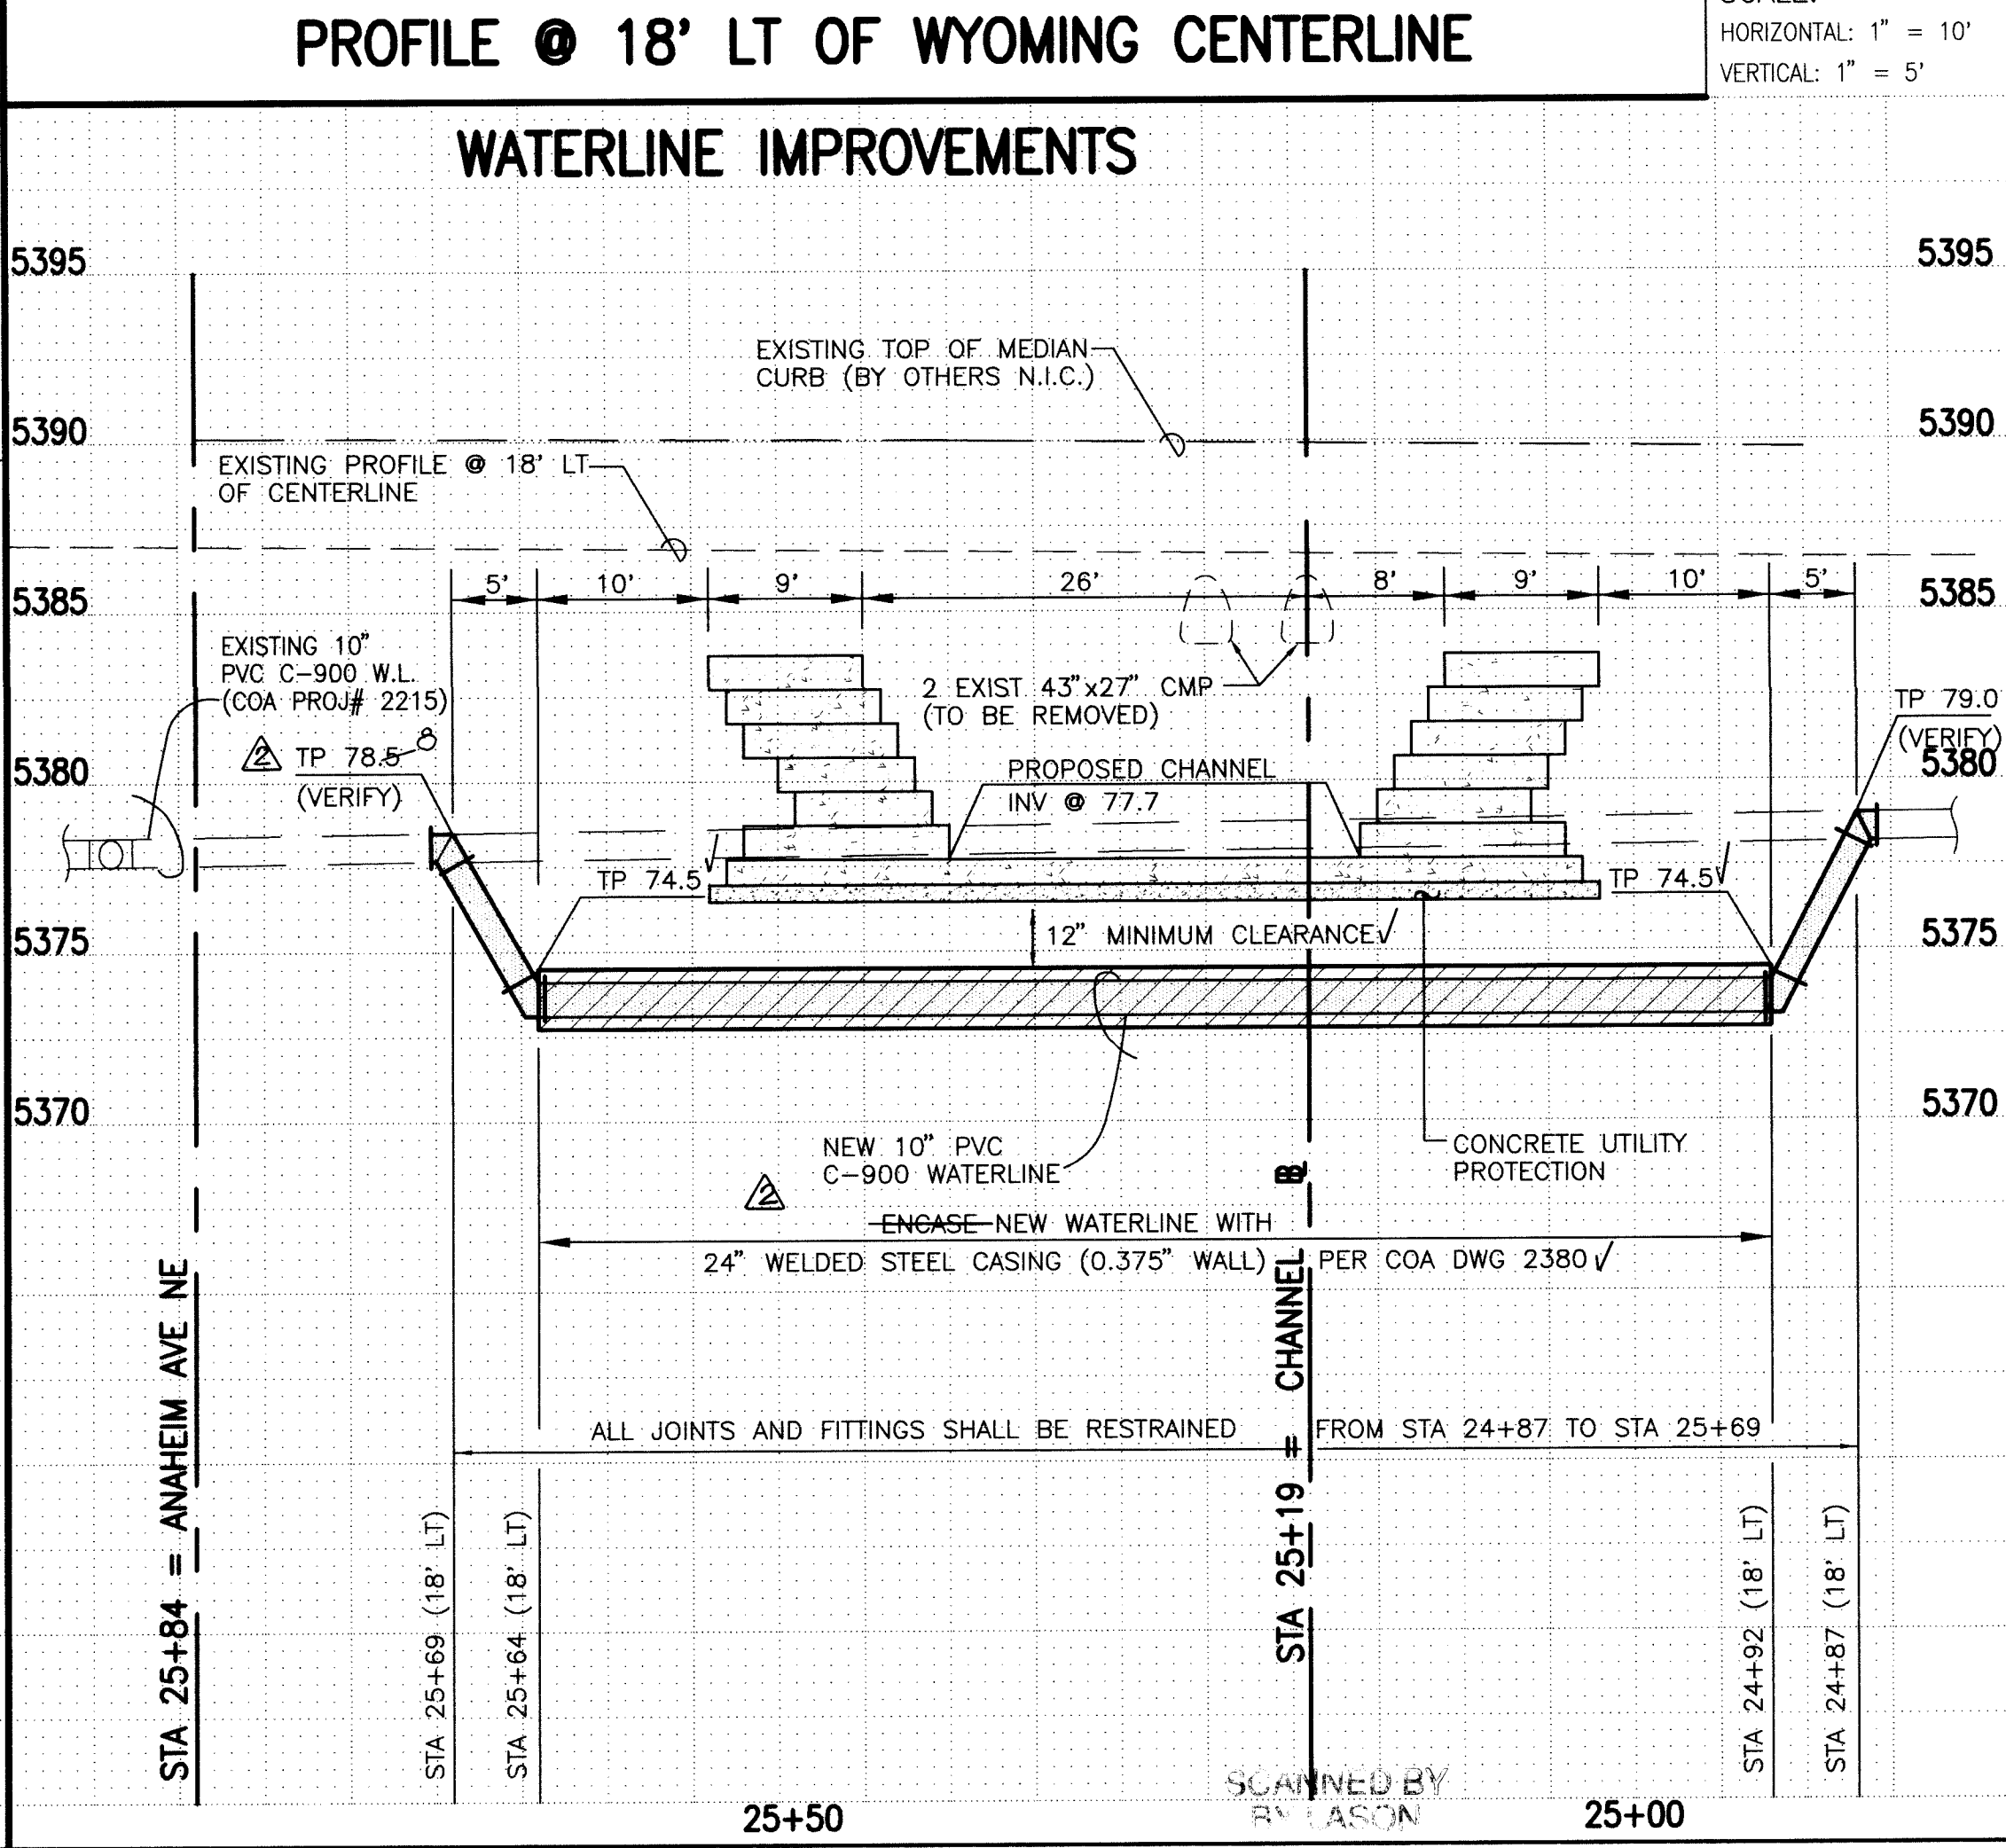 PROFILE @ 18' LT OF WYOMING CENTERLINE
HORIZONTAL: 1" = 10'
VERTICAL: 1" = 5'
WATERLINE IMPROVEMENTS
5395
5395
EXISTING TOP OF MEDIAN
CURB (BY OTHERS N.I.C.)
5390
5390
EXISTING PROFILE @ 18' LT
OF CENTERLINE
5'
10'
9'
26'
8'
9'
10'
5'
5385
5385
EXISTING 10"
PVC C-900 W.L.
(COA PROJ# 2215)
2 EXIST 43"x27" CMP
(TO BE REMOVED)
TP 79.0
(VERIFY)
2
TP 78.5 8
(VERIFY)
5380
5380
PROPOSED CHANNEL
INV @ 77.7
TP 74.5 √
TP 74.5 √
12" MINIMUM CLEARANCE √
5375
5375
5370
5370
NEW 10" PVC
C-900 WATERLINE
CONCRETE UTILITY
PROTECTION
2
ENCASE NEW WATERLINE WITH
24" WELDED STEEL CASING (0.375" WALL) PER COA DWG 2380 √
ALL JOINTS AND FITTINGS SHALL BE RESTRAINED FROM STA 24+87 TO STA 25+69
STA 25+84 = ANAHEIM AVE NE
STA 25+69 (18' LT)
STA 25+64 (18' LT)
STA 25+19 = CHANNEL
STA 24+92 (18' LT)
STA 24+87 (18' LT)
SCANNED BY
BY LASON
25+50
25+00